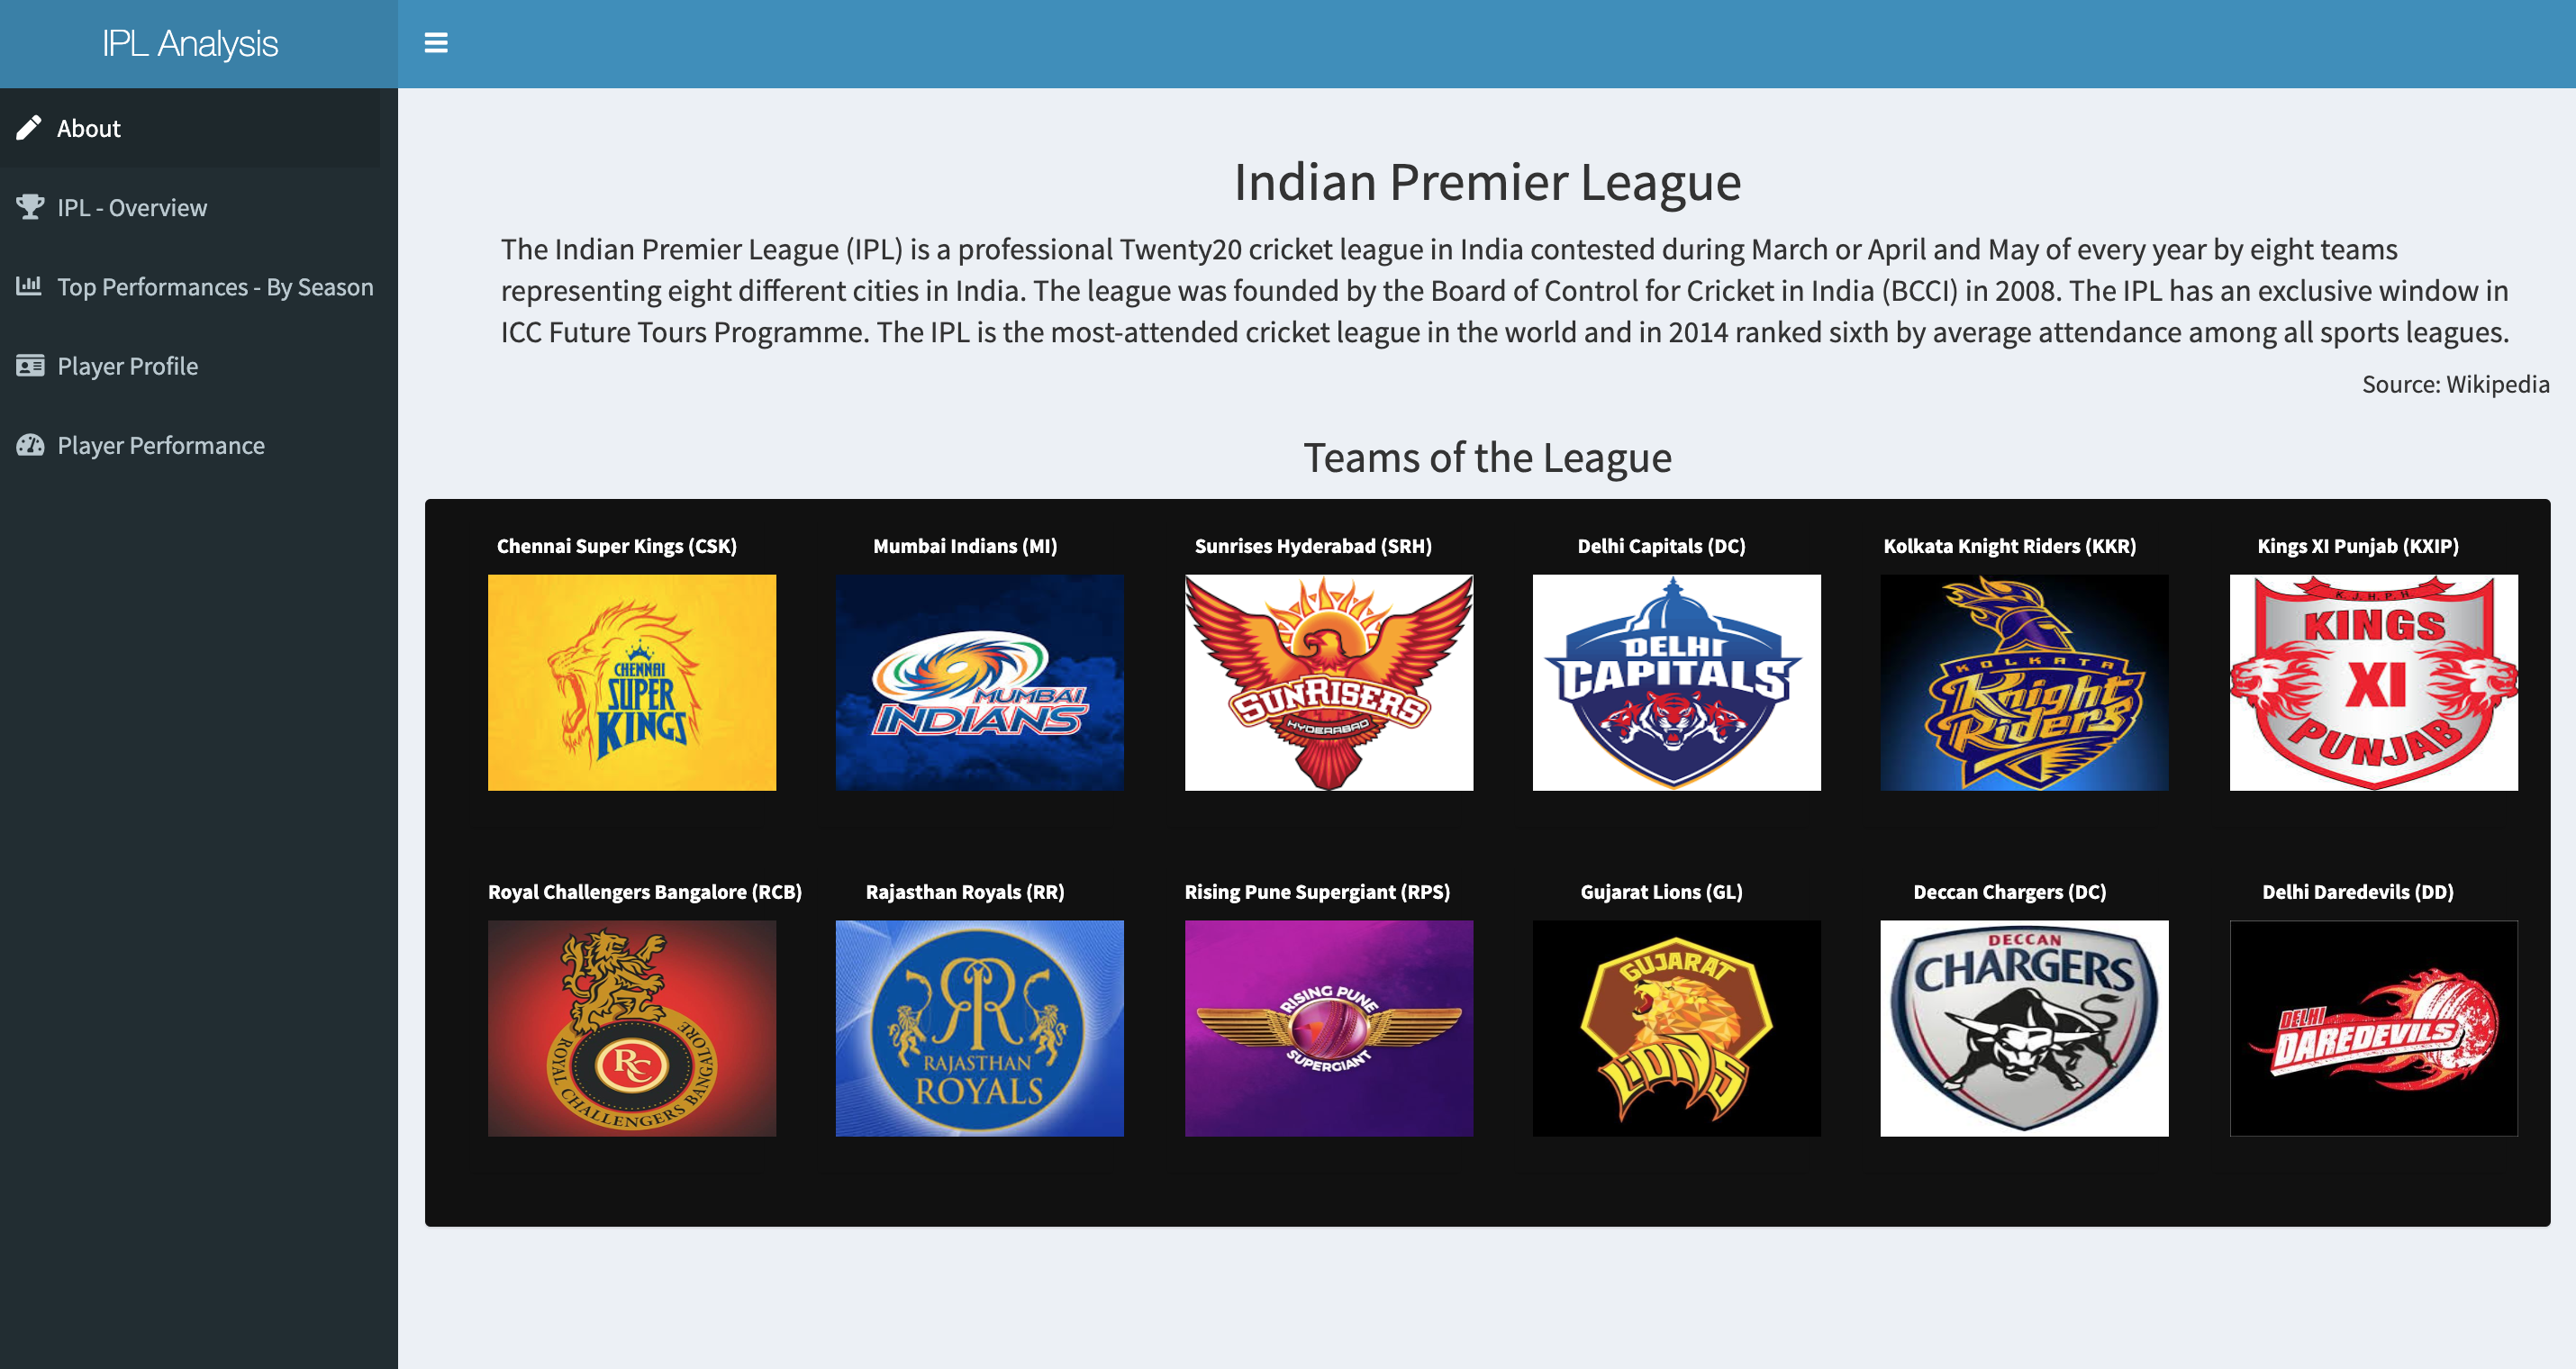 IPL Analysis
About
IPL - Overview
Top Performances - By Season
Player Profile
Player Performance
Indian Premier League
The Indian Premier League (IPL) is a professional Twenty20 cricket league in India contested during March or April and May of every year by eight teams
representing eight different cities in India. The league was founded by the Board of Control for Cricket in India (BCCI) in 2008. The IPL has an exclusive window in
ICC Future Tours Programme. The IPL is the most-attended cricket league in the world and in 2014 ranked sixth by average attendance among all sports leagues.
Source: Wikipedia
Teams of the League
Chennai Super Kings (CSK)
Mumbai Indians (MI)
Sunrises Hyderabad (SRH)
Delhi Capitals (DC)
Kolkata Knight Riders (KKR)
Kings XI Punjab (KXIP)
CHENNAI
SUPER
KINGS
MUMBAI
INDIANS
SUNRISERS
HYDERABAD
DELHI
CAPITALS
KOLKATA
Knight
Riders
K.J.H.P.H
KINGS
XI
PUNJAB
Royal Challengers Bangalore (RCB)
Rajasthan Royals (RR)
Rising Pune Supergiant (RPS)
Gujarat Lions (GL)
Deccan Chargers (DC)
Delhi Daredevils (DD)
RC
ROYAL CHALLENGERS BANGALORE
RR
RAJASTHAN
ROYALS
RISING PUNE
SUPERGIANT
GUJARAT
LIONS
DECCAN
CHARGERS
DELHI
DAREDEVILS